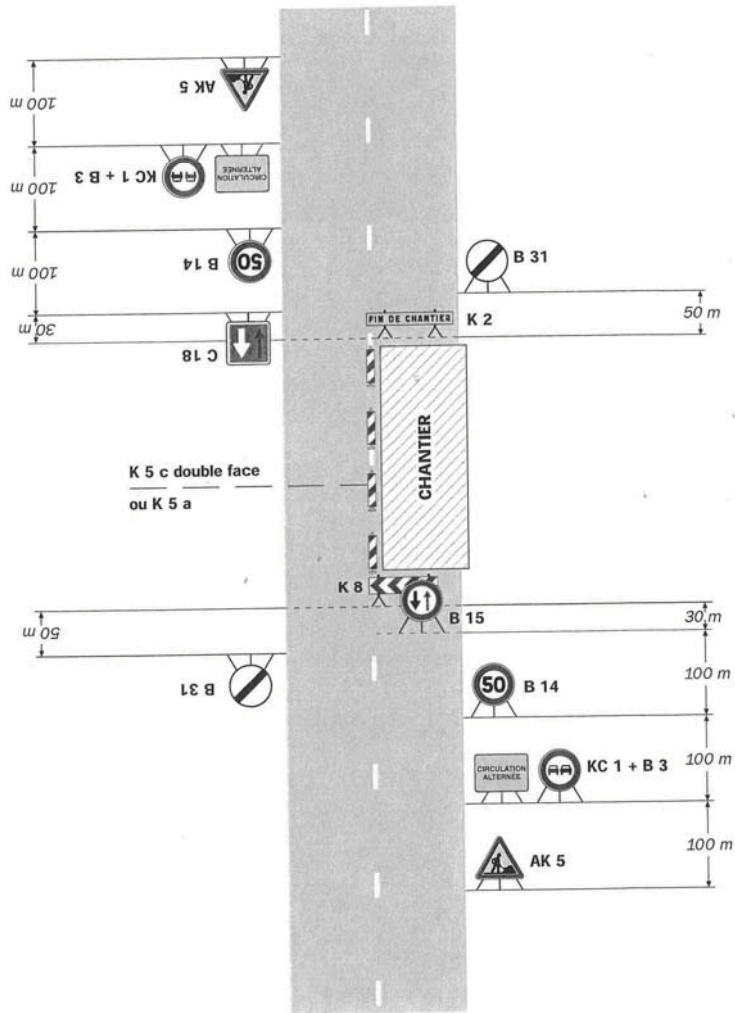 AK 5
100 m
KC 1 + B 3
CIRCULATION
ALTERNÉE
100 m
B 14
50
100 m
C 18
30 m
B 31
50 m
FIN DE CHANTIER
K 2
CHANTIER
K 5 c double face
ou K 5 a
K 8
B 15
30 m
50 m
B 31
100 m
50
B 14
CIRCULATION
ALTERNÉE
KC 1 + B 3
100 m
AK 5
100 m